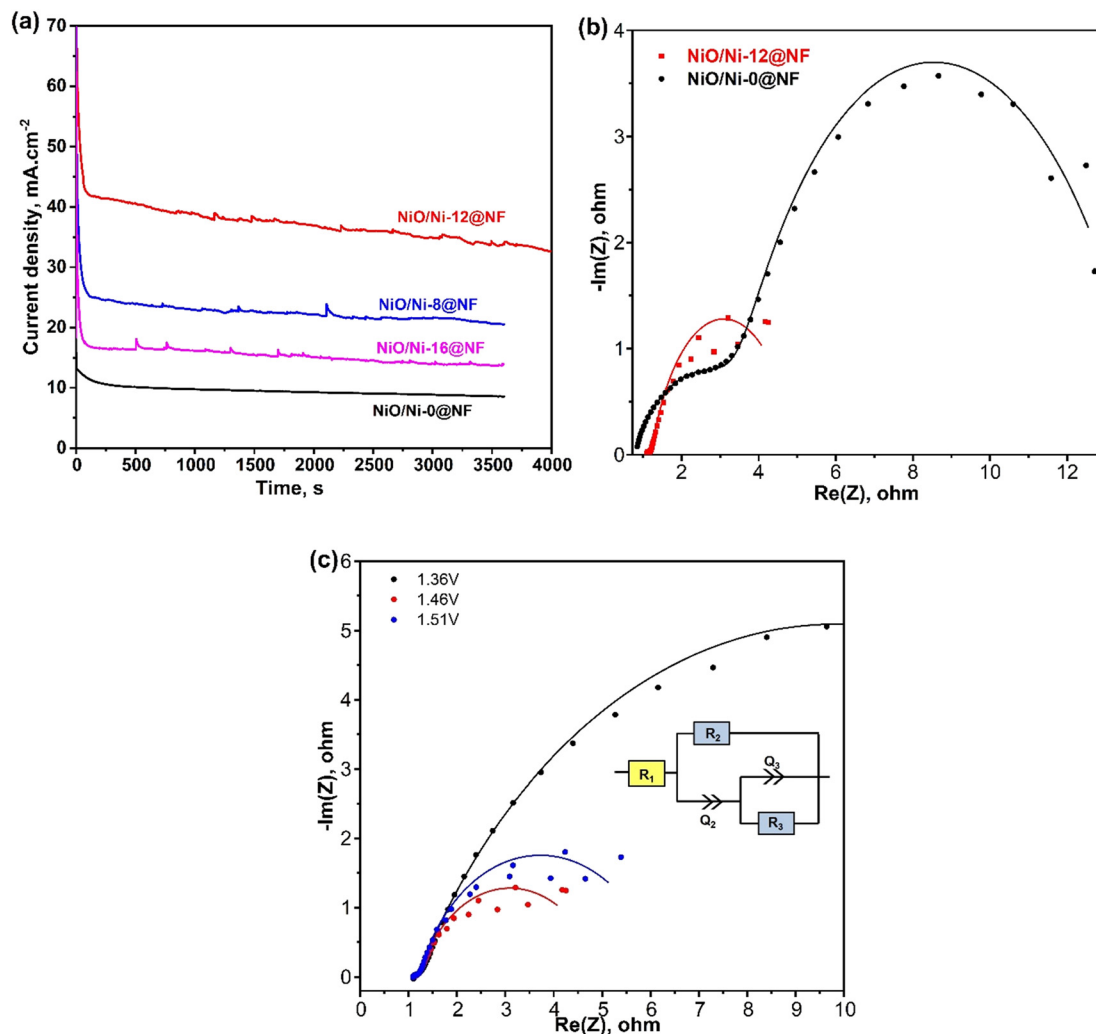 (a)
70
60
50
40
30
20
10
0
Current density, mA.cm⁻²
NiO/Ni-12@NF
NiO/Ni-8@NF
NiO/Ni-16@NF
NiO/Ni-0@NF
0 500 1000 1500 2000 2500 3000 3500 4000
Time, s
(b)
NiO/Ni-12@NF
NiO/Ni-0@NF
4
3
2
1
0
-Im(Z), ohm
2 4 6 8 10 12
Re(Z), ohm
(c)
1.36V
1.46V
1.51V
6
5
4
3
2
1
0
-Im(Z), ohm
R₁
R₂
Q₃
Q₂
R₃
0 1 2 3 4 5 6 7 8 9 10
Re(Z), ohm